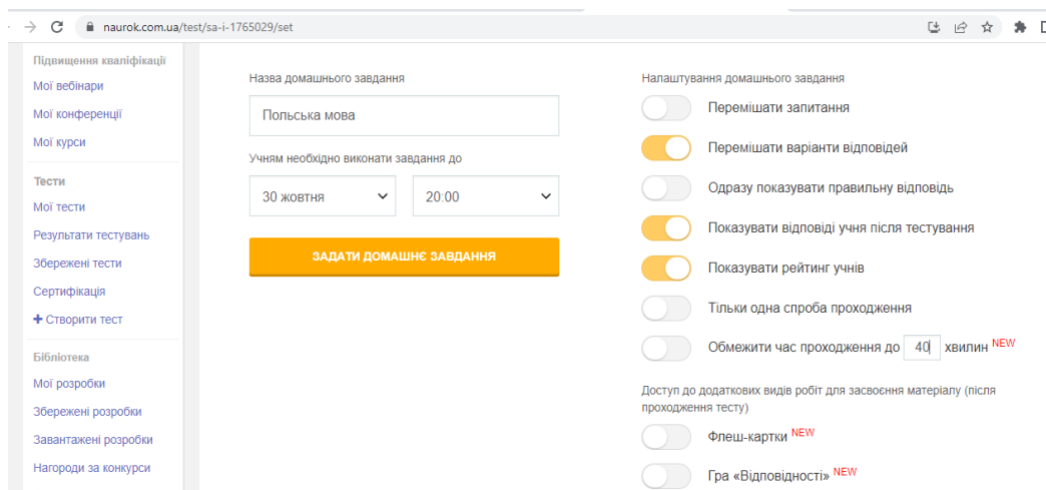 naurok.com.ua/test/sa-i-1765029/set
Підвищення кваліфікації
Мої вебінари
Мої конференції
Мої курси
Тести
Мої тести
Результати тестувань
Збережені тести
Сертифікація
+ Створити тест
Бібліотека
Мої розробки
Збережені розробки
Завантажені розробки
Нагороди за конкурси
Назва домашнього завдання
Польська мова
Учням необхідно виконати завдання до
30 жовтня 20:00
ЗАДАТИ ДОМАШНЄ ЗАВДАННЯ
Налаштування домашнього завдання
Перемішати запитання
Перемішати варіанти відповідей
Одразу показувати правильну відповідь
Показувати відповіді учня після тестування
Показувати рейтинг учнів
Тільки одна спроба проходження
Обмежити час проходження до 40 хвилин NEW
Доступ до додаткових видів робіт для засвоєння матеріалу (після
проходження тесту)
Флеш-картки NEW
Гра «Відповідності» NEW